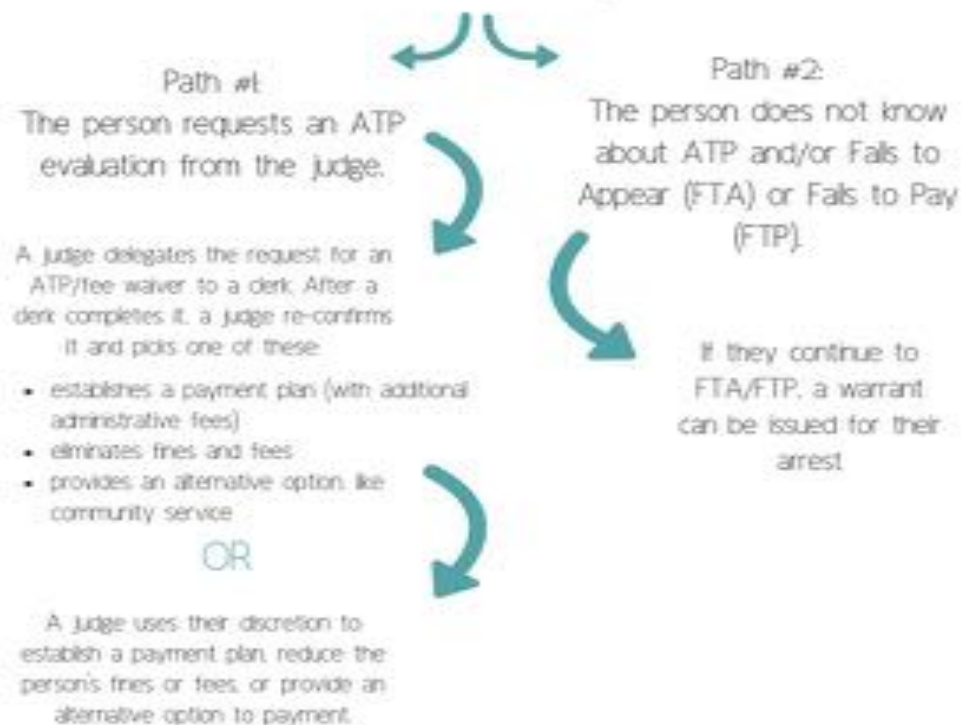 Path #1:
The person requests an ATP
evaluation from the judge.
A judge delegates the request for an
ATP/fee waiver to a clerk. After a
clerk completes it, a judge re-confirms
it and picks one of these:
• establishes a payment plan (with additional
administrative fees)
• eliminates fines and fees
• provides an alternative option, like
community service
OR
A judge uses their discretion to
establish a payment plan, reduce the
person's fines or fees, or provide an
alternative option to payment.
Path #2:
The person does not know
about ATP and/or Fails to
Appear (FTA) or Fails to Pay
(FTP).
If they continue to
FTA/FTP, a warrant
can be issued for their
arrest